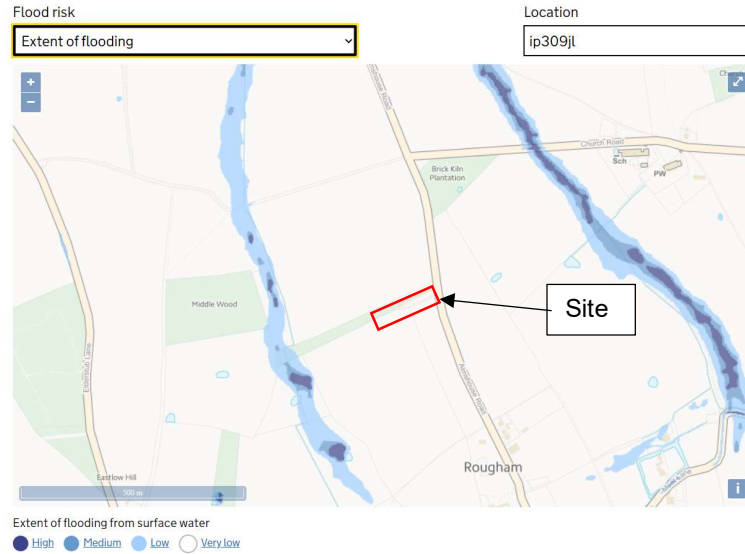 Flood risk
Location
Extent of flooding
ip309jl
+
−
Church Road
Sch
PW
Brick Kiln
Plantation
Site
Middle Wood
Rougham
Eastlow Hill
500 m
i
Extent of flooding from surface water
High Medium Low Very low